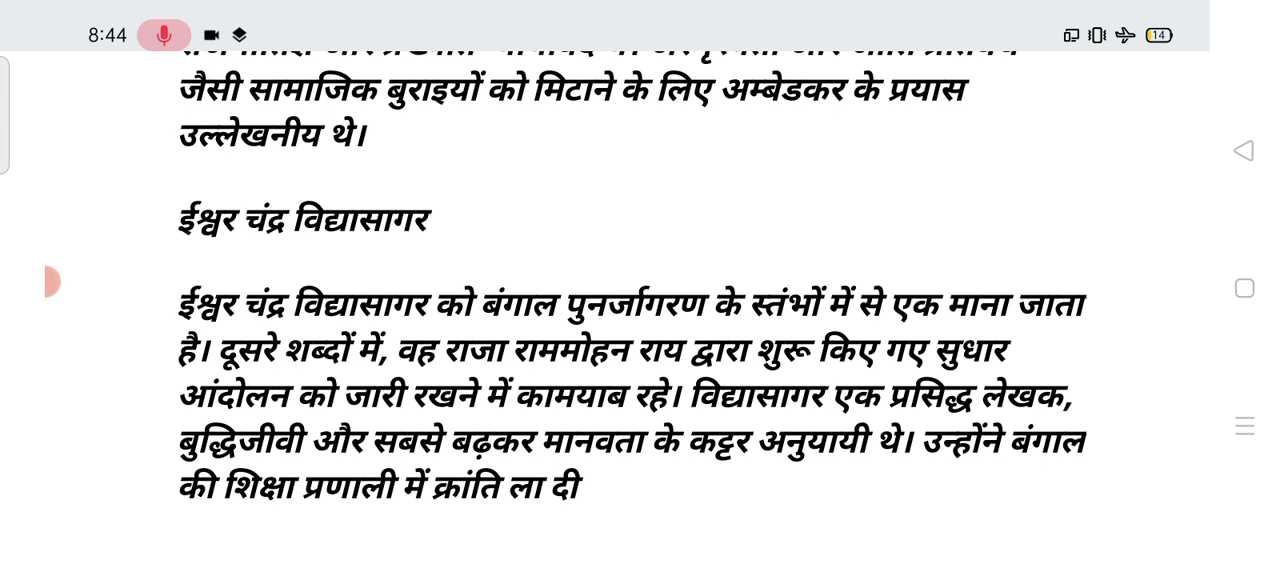 8:44
14
जैसी सामाजिक बुराइयों को मिटाने के लिए अम्बेडकर के प्रयास
उल्लेखनीय थे।
ईश्वर चंद्र विद्यासागर
ईश्वर चंद्र विद्यासागर को बंगाल पुनर्जागरण के स्तंभों में से एक माना जाता
है। दूसरे शब्दों में, वह राजा राममोहन राय द्वारा शुरू किए गए सुधार
आंदोलन को जारी रखने में कामयाब रहे। विद्यासागर एक प्रसिद्ध लेखक,
बुद्धिजीवी और सबसे बढ़कर मानवता के कट्टर अनुयायी थे। उन्होंने बंगाल
की शिक्षा प्रणाली में क्रांति ला दी